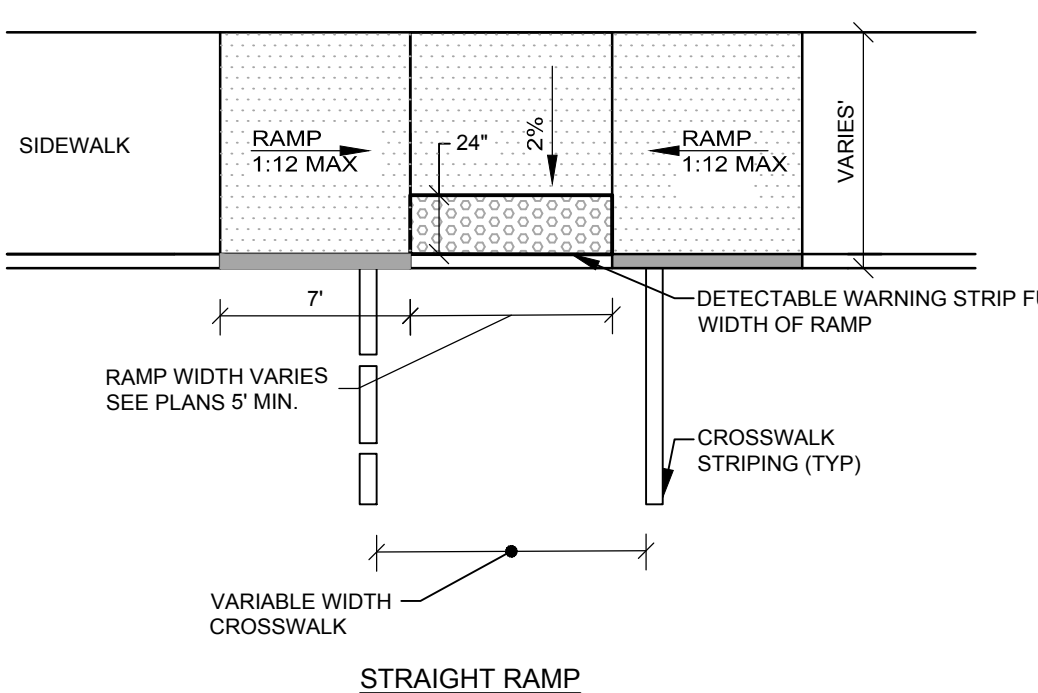 SIDEWALK
RAMP
1:12 MAX
24"
2%
RAMP
1:12 MAX
VARIES'
7'
DETECTABLE WARNING STRIP
WIDTH OF RAMP
RAMP WIDTH VARIES
SEE PLANS 5' MIN.
CROSSWALK
STRIPING (TYP)
VARIABLE WIDTH
CROSSWALK
STRAIGHT RAMP